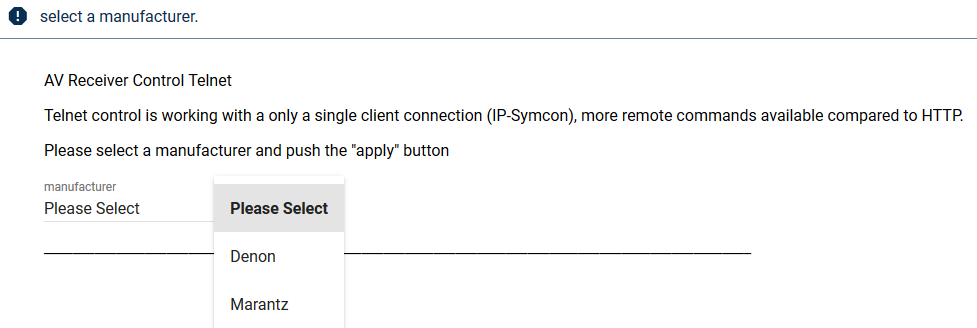 select a manufacturer.
AV Receiver Control Telnet
Telnet control is working with a only a single client connection (IP-Symcon), more remote commands available compared to HTTP.
Please select a manufacturer and push the "apply" button
manufacturer
Please Select
Please Select
Denon
Marantz